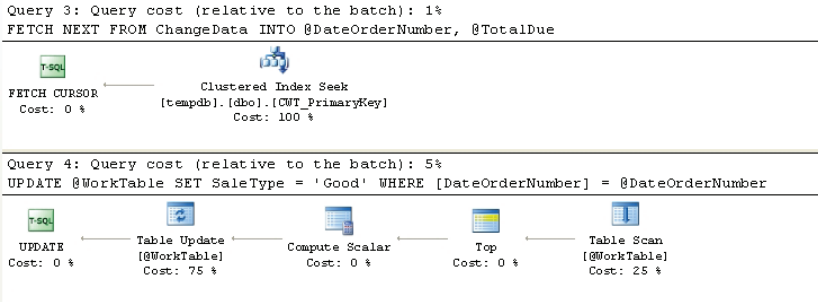 Query 3: Query cost (relative to the batch): 1%
FETCH NEXT FROM ChangeData INTO @DateOrderNumber, @TotalDue
T-SQL
FETCH CURSOR
Cost: 0 %
Clustered Index Seek
[tempdb].[dbo].[CWT_PrimaryKey]
Cost: 100 %
Query 4: Query cost (relative to the batch): 5%
UPDATE @WorkTable SET SaleType = 'Good' WHERE [DateOrderNumber] = @DateOrderNumber
T-SQL
UPDATE
Cost: 0 %
Table Update
[@WorkTable]
Cost: 75 %
Compute Scalar
Cost: 0 %
Top
Cost: 0 %
Table Scan
[@WorkTable]
Cost: 25 %